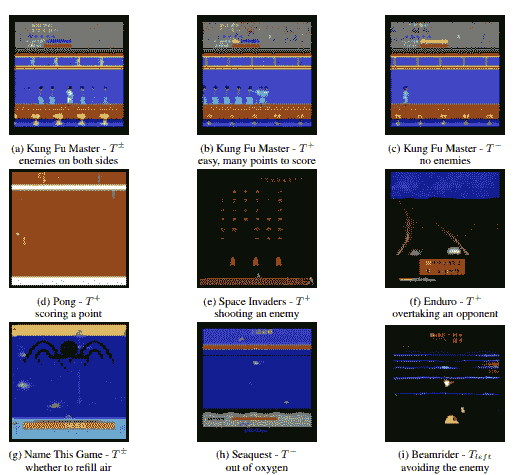 (a) Kung Fu Master - T±
enemies on both sides
(b) Kung Fu Master - T+
easy, many points to score
(c) Kung Fu Master - T−
no enemies
(d) Pong - T+
scoring a point
(e) Space Invaders - T+
shooting an enemy
(f) Enduro - T+
overtaking an opponent
(g) Name This Game - T±
whether to refill air
(h) Seaquest - T−
out of oxygen
(i) Beamrider - Tleft
avoiding the enemy